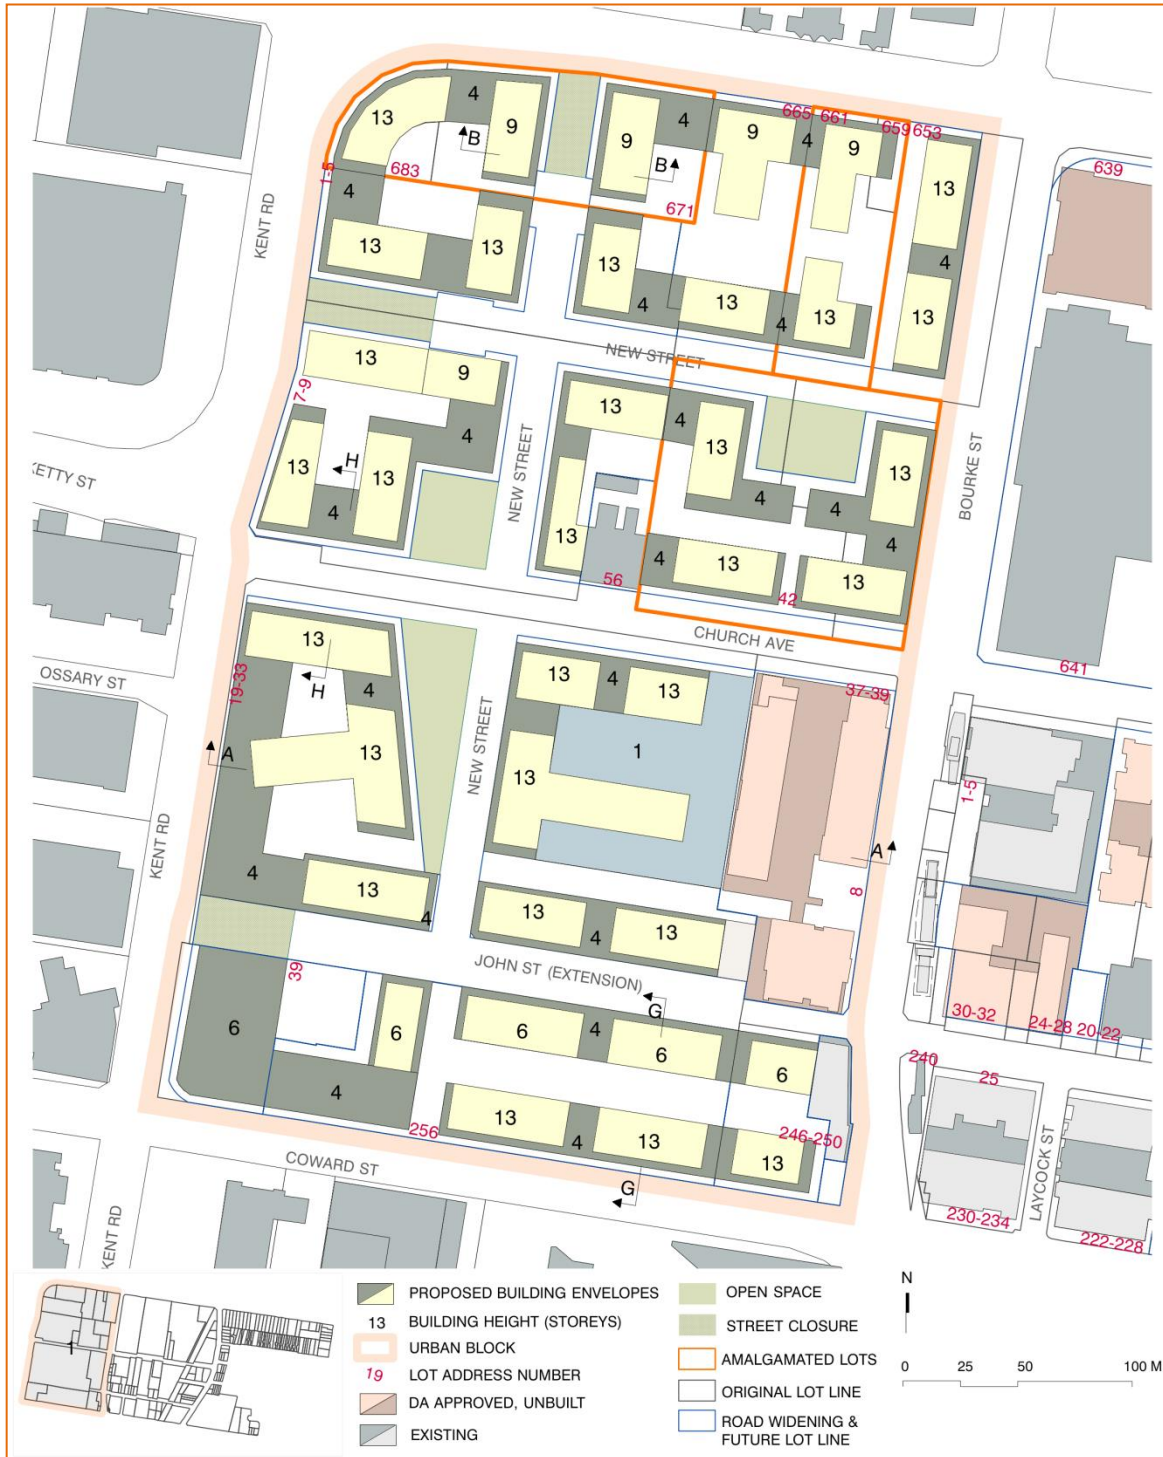 4
13
9
B
9
4
9
665
661
4
9
659
653
639
B
1-5
683
671
13
KENT RD
4
13
13
13
4
13
4
13
4
13
NEW STREET
13
9
7-9
13
4
13
4
13
H
13
4
NEW STREET
13
13
4
4
4
13
BOURKE ST
KETTY ST
56
4
13
42
13
CHURCH AVE
641
OSSARY ST
19-33
13
H
4
13
4
13
37-39
A
13
NEW STREET
13
1
1-5
KENT RD
4
13
4
13
4
13
A
8
JOHN ST (EXTENSION)
39
6
6
4
6
4
G
6
6
30-32
24-28
20-22
240
25
256
13
4
13
246-250
13
COWARD ST
G
KENT RD
LAYCOCK ST
230-234
222-228
1
PROPOSED BUILDING ENVELOPES
13 BUILDING HEIGHT (STOREYS)
URBAN BLOCK
19 LOT ADDRESS NUMBER
DA APPROVED, UNBUILT
EXISTING
OPEN SPACE
STREET CLOSURE
AMALGAMATED LOTS
ORIGINAL LOT LINE
ROAD WIDENING &
FUTURE LOT LINE
N
0 25 50 100 M